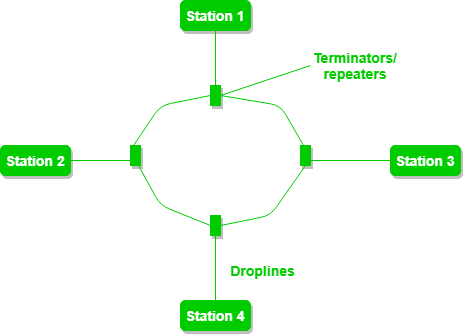 Station 1
Terminators/
repeaters
Station 2
Station 3
Droplines
Station 4